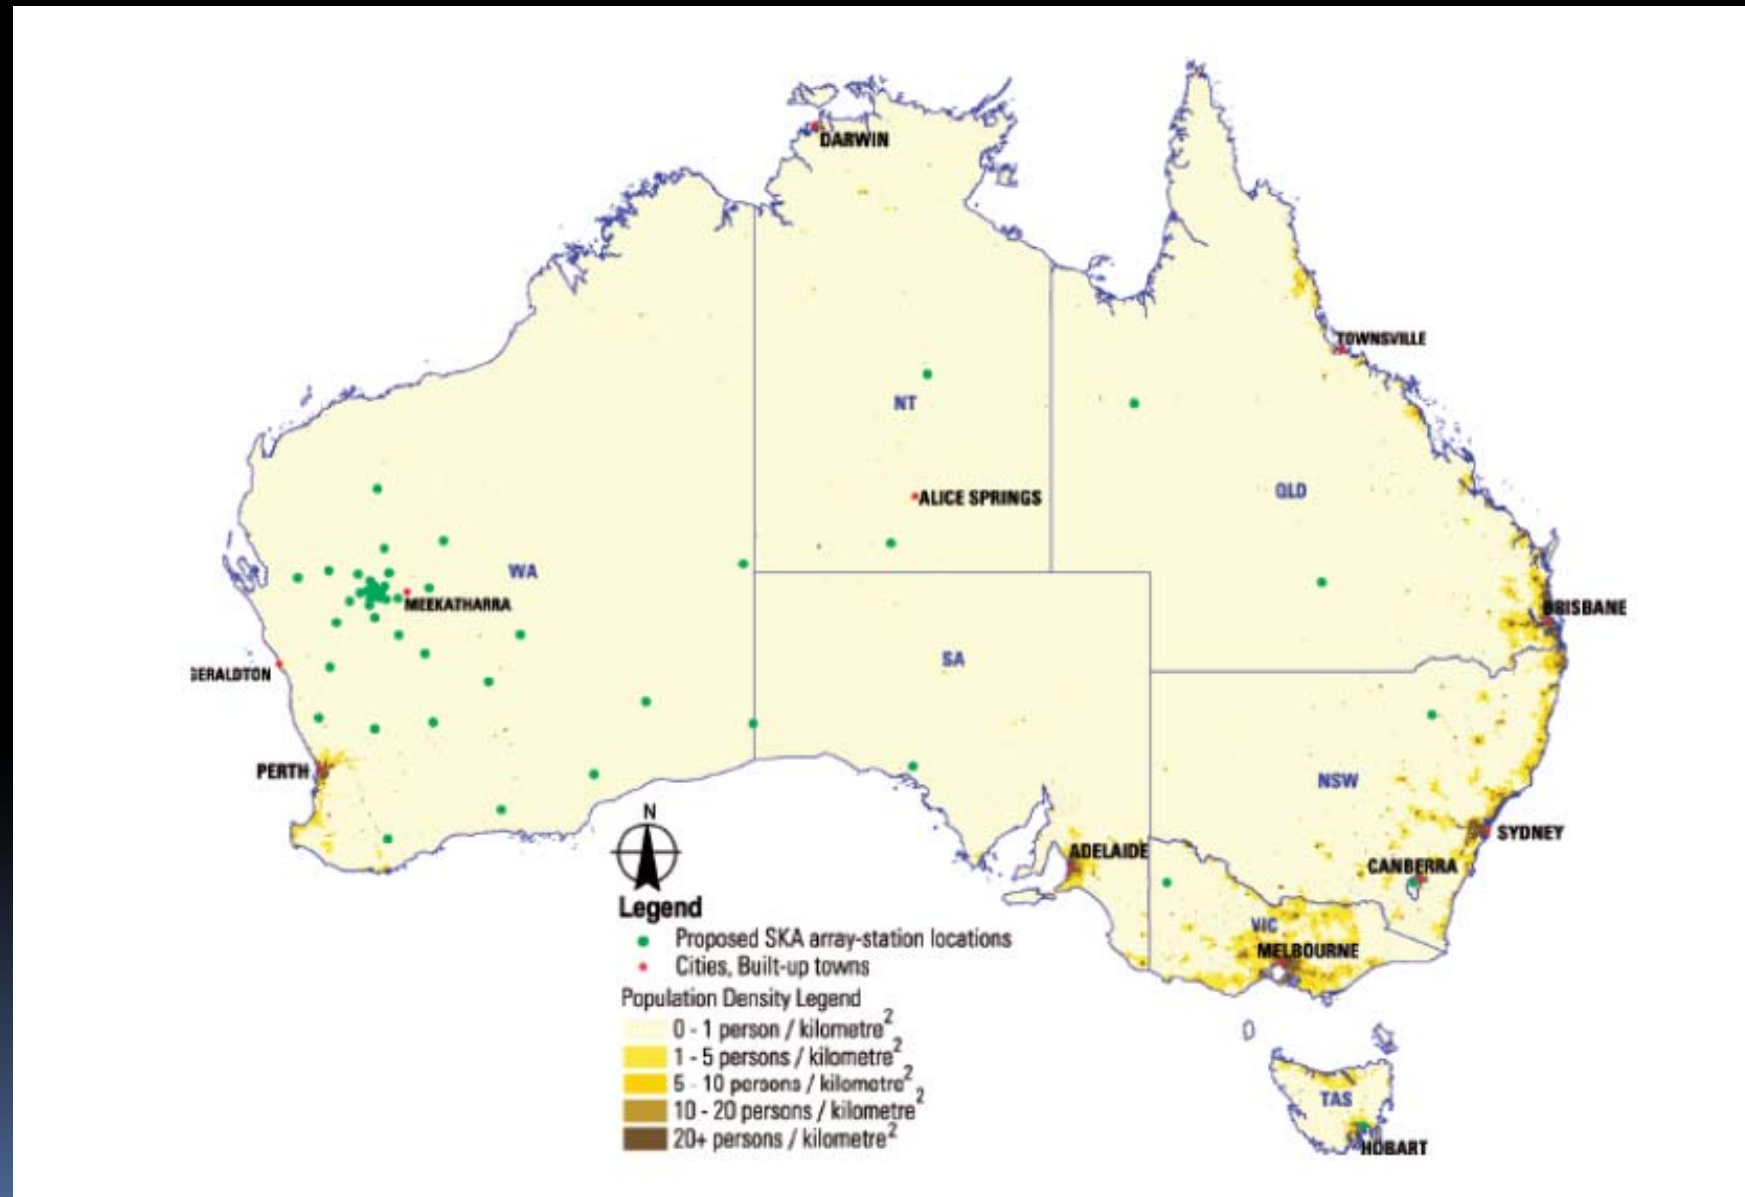 DARWIN
TOWNSVILLE
NT
ALICE SPRINGS
QLD
WA
MEEKATHARRA
BRISBANE
SA
GERALDTON
PERTH
NSW
N
SYDNEY
ADELAIDE
CANBERRA
Legend
VIC
Proposed SKA array-station locations
MELBOURNE
Cities, Built-up towns
Population Density Legend
0 - 1 person / kilometre2
1 - 5 persons / kilometre2
5 - 10 persons / kilometre2
TAS
10 - 20 persons / kilometre2
20+ persons / kilometre2
HOBART